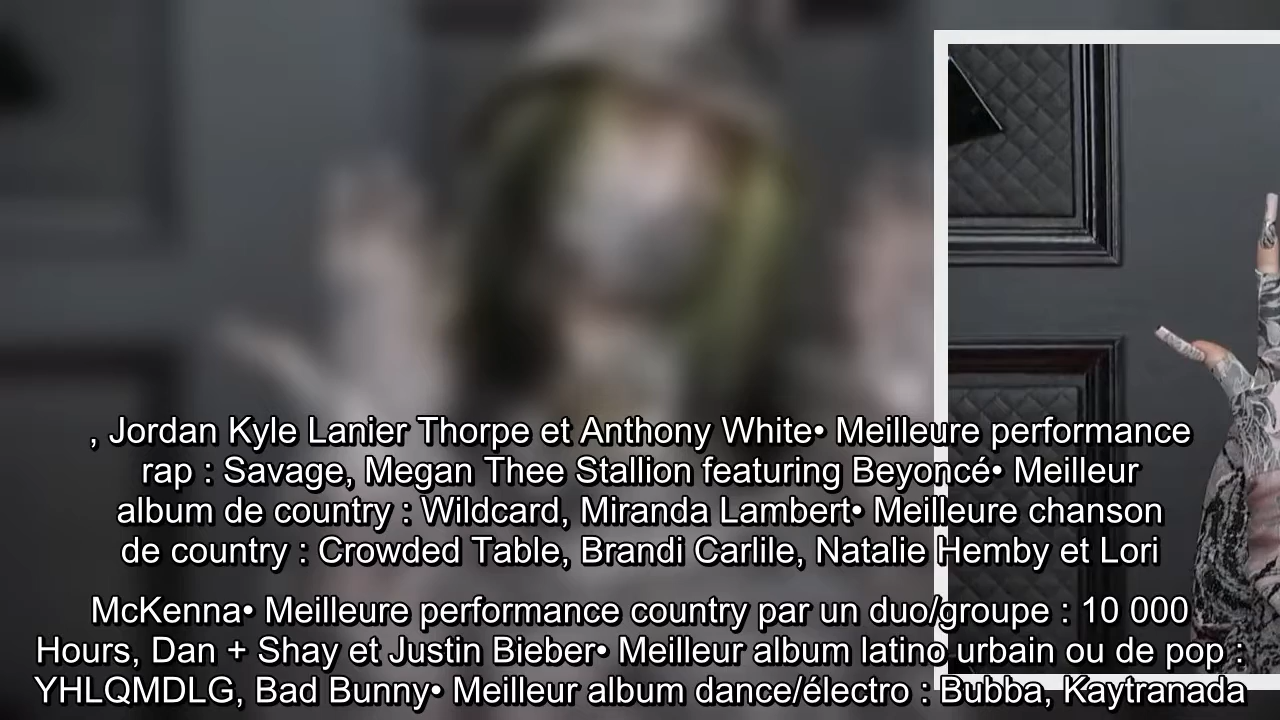 , Jordan Kyle Lanier Thorpe et Anthony White• Meilleure performance
rap : Savage, Megan Thee Stallion featuring Beyoncé• Meilleur
album de country : Wildcard, Miranda Lambert• Meilleure chanson
de country : Crowded Table, Brandi Carlile, Natalie Hemby et Lori
McKenna• Meilleure performance country par un duo/groupe : 10 000
Hours, Dan + Shay et Justin Bieber• Meilleur album latino urbain ou de pop :
YHLQMDLG, Bad Bunny• Meilleur album dance/électro : Bubba, Kaytranada